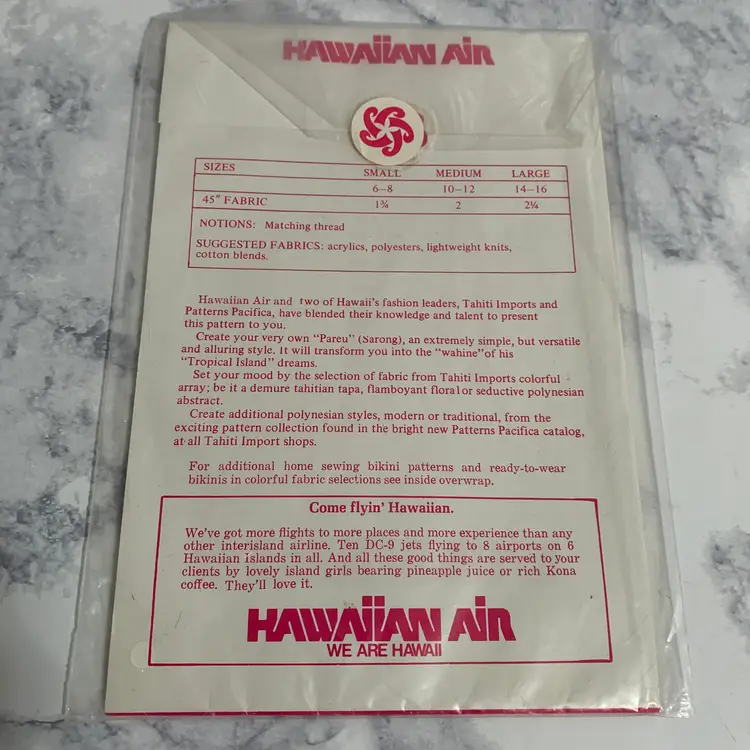 HAWAIIAN AIR
SIZES SMALL MEDIUM LARGE
6–8 10–12 14–16
45" FABRIC 1¾ 2 2¼
NOTIONS: Matching thread
SUGGESTED FABRICS: acrylics, polyesters, lightweight knits,
cotton blends.
Hawaiian Air and two of Hawaii's fashion leaders, Tahiti Imports and
Patterns Pacifica, have blended their knowledge and talent to present
this pattern to you.
Create your very own "Pareu" (Sarong), an extremely simple, but versatile
and alluring style. It will transform you into the "wahine"of his
"Tropical Island" dreams.
Set your mood by the selection of fabric from Tahiti Imports colorful
array; be it a demure tahitian tapa, flamboyant floral or seductive polynesian
abstract.
Create additional polynesian styles, modern or traditional, from the
exciting pattern collection found in the bright new Patterns Pacifica catalog,
at all Tahiti Import shops.
For additional home sewing bikini patterns and ready-to-wear
bikinis in colorful fabric selections see inside overwrap.
Come flyin' Hawaiian.
We've got more flights to more places and more experience than any
other interisland airline. Ten DC-9 jets flying to 8 airports on 6
Hawaiian Islands in all. And all these good things are served to your
clients by lovely island girls bearing pineapple juice or rich Kona
coffee. They'll love it.
HAWAIIAN AIR
WE ARE HAWAII